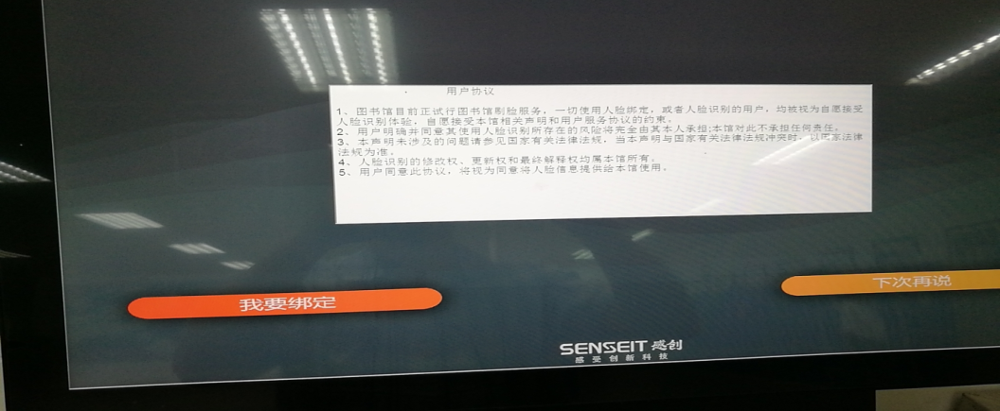 用户协议
1、图书馆目前正试行图书馆刷脸服务，一切使用人脸绑定，或者人脸识别的用户，均被视为自愿接受
人脸识别体验，自愿接受本馆相关声明和用户服务协议的约束。
2、用户明确并同意其使用人脸识别所存在的风险将完全由其本人承担;本馆对此不承担任何责任。
3、本声明未涉及的问题请参见国家有关法律法规，当本声明与国家有关法律法规冲突时，以国家法律
法规为准。
4、人脸识别的修改权、更新权和最终解释权均属本馆所有。
5、用户同意此协议，将视为同意将人脸信息提供给本馆使用。
我要绑定
下次再说
SENSEIT 感创
感受创新科技